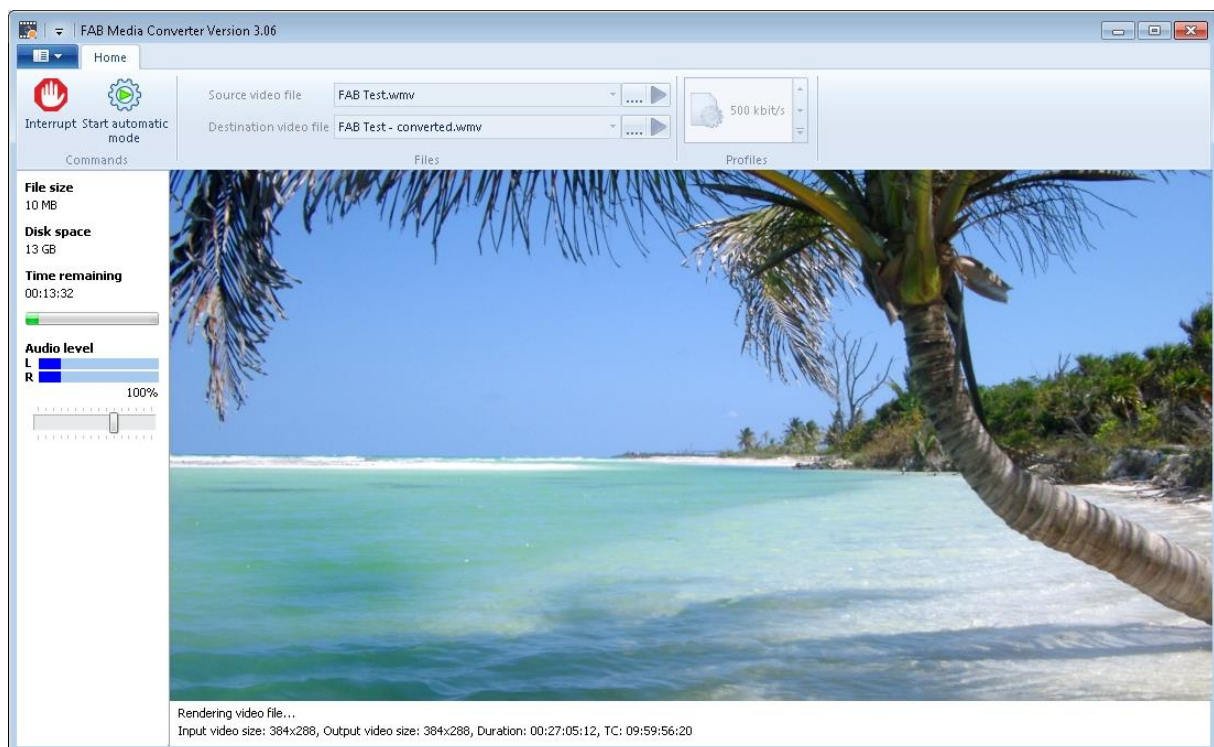 FAB Media Converter Version 3.06
Home
Interrupt
Start automatic
mode
Commands
Source video file
FAB Test.wmv
....
Destination video file
FAB Test - converted.wmv
....
Files
500 kbit/s
Profiles
File size
10 MB
Disk space
13 GB
Time remaining
00:13:32
Audio level
L
R
100%
Rendering video file...
Input video size: 384x288, Output video size: 384x288, Duration: 00:27:05:12, TC: 09:59:56:20